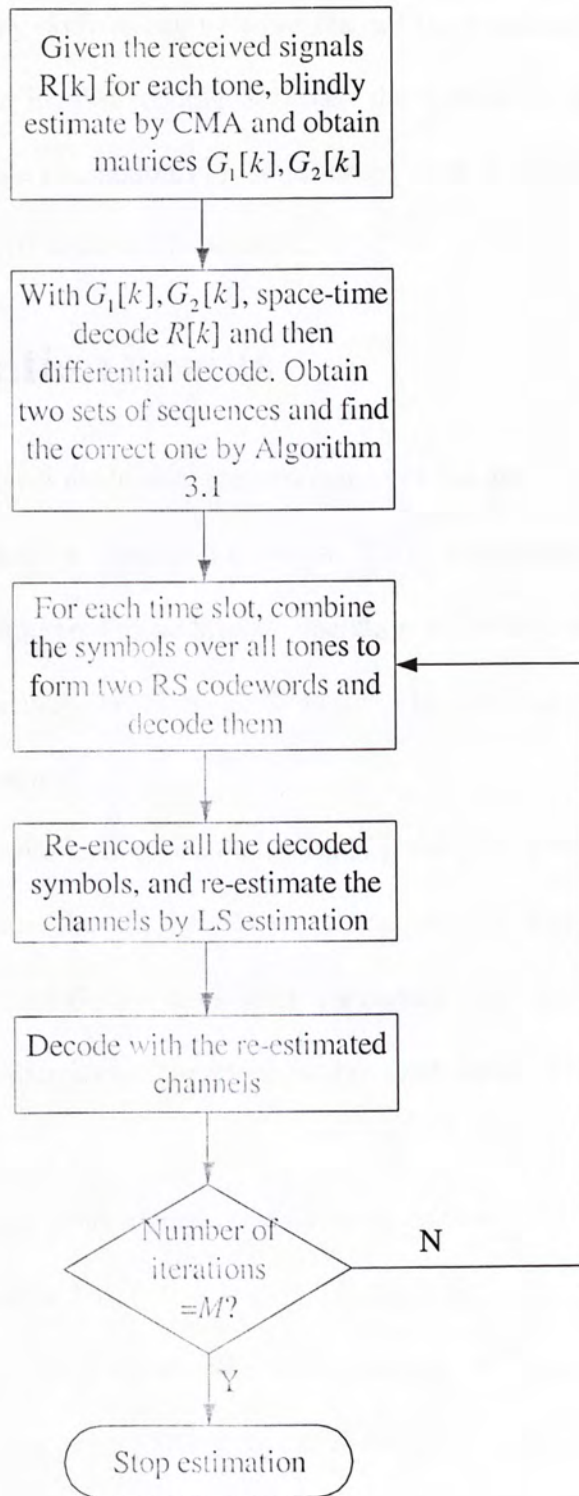 Given the received signals
R[k] for each tone, blindly
estimate by CMA and obtain
matrices G₁[k], G₂[k]
With G₁[k], G₂[k], space-time
decode R[k] and then
differential decode. Obtain
two sets of sequences and find
the correct one by Algorithm
3.1
For each time slot, combine
the symbols over all tones to
form two RS codewords and
decode them
Re-encode all the decoded
symbols, and re-estimate the
channels by LS estimation
Decode with the re-estimated
channels
Number of
iterations
=M?
N
Y
Stop estimation